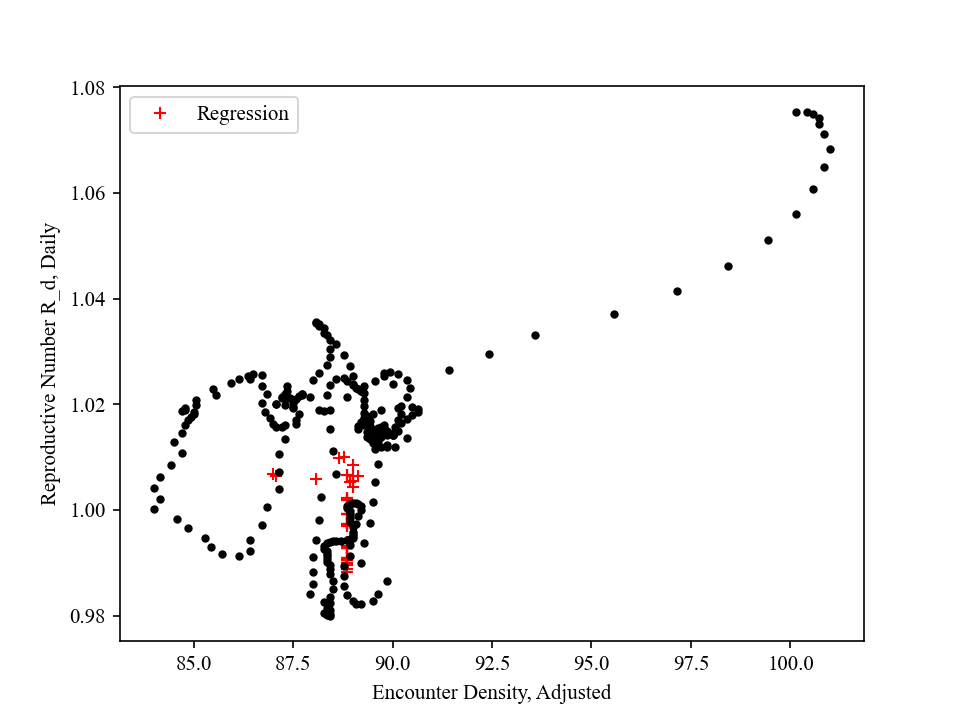 1.08
1.06
1.04
1.02
1.00
0.98
Reproductive Number R_d, Daily
Regression
85.0 87.5 90.0 92.5 95.0 97.5 100.0
Encounter Density, Adjusted